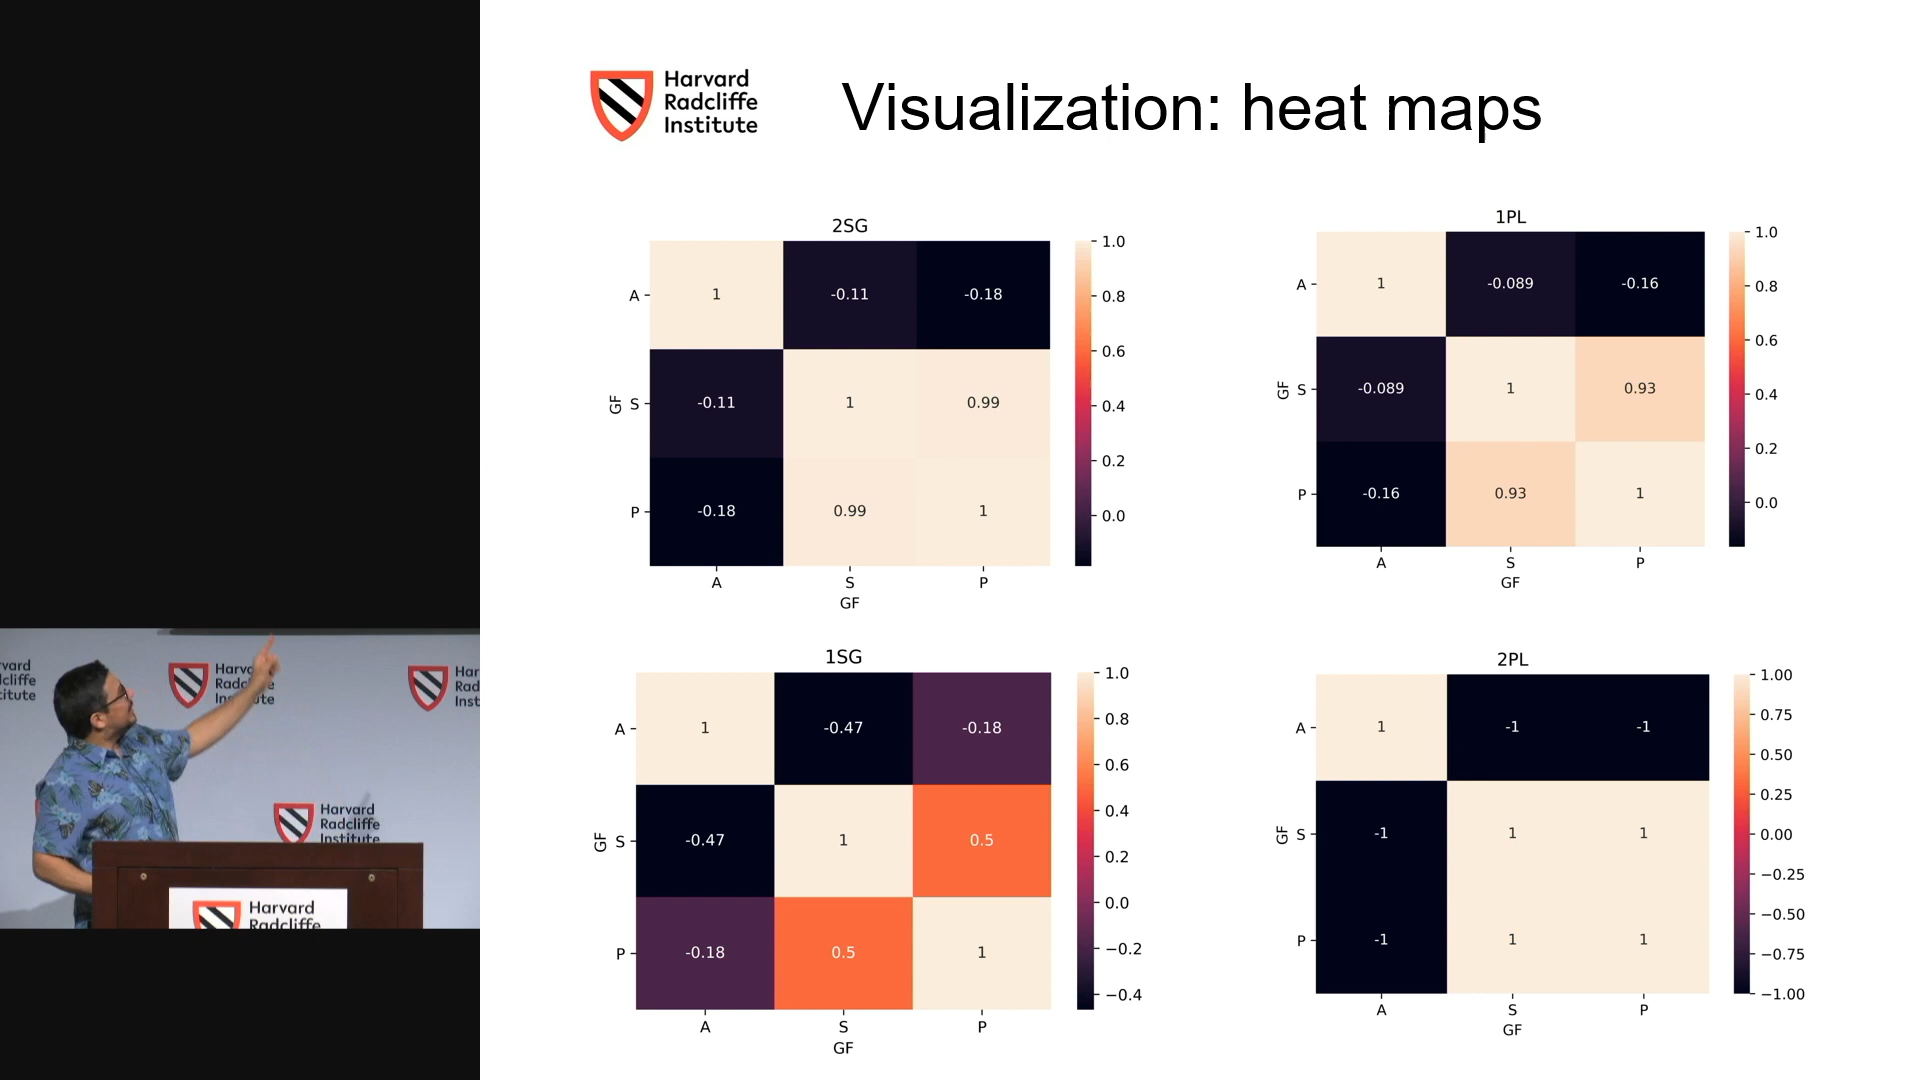 Harvard
Radcliffe
Institute
Visualization: heat maps
2SG
A
S
P
GF
1 -0.11 -0.18
-0.11 1 0.99
-0.18 0.99 1
A S P
GF
1.0
0.8
0.6
0.4
0.2
0.0
1PL
A
S
P
GF
1 -0.089 -0.16
-0.089 1 0.93
-0.16 0.93 1
A S P
GF
1.0
0.8
0.6
0.4
0.2
0.0
1SG
A
S
P
GF
1 -0.47 -0.18
-0.47 1 0.5
-0.18 0.5 1
A S P
GF
1.0
0.8
0.6
0.4
0.2
0.0
−0.2
−0.4
2PL
A
S
P
GF
1 -1 -1
-1 1 1
-1 1 1
A S P
GF
1.00
0.75
0.50
0.25
0.00
−0.25
−0.50
−0.75
−1.00
Harvard
Radcliffe
Institute
Harvard
Radcliffe